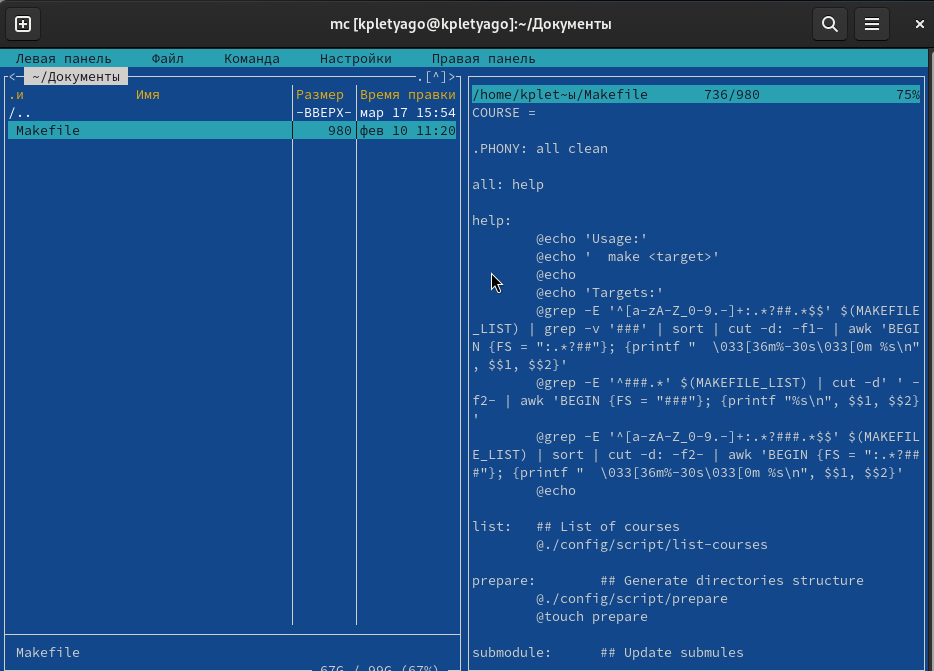 mc [kpletyago@kpletyago]:~/Документы
Левая панель Файл Команда Настройки Правая панель
<- ~/Документы .[^]>
.и Имя Размер Время правки
/.. -ВВЕРХ- мар 17 15:54
Makefile 980 фев 10 11:20
Makefile
67G / 99G (67%)
/home/kplet~ы/Makefile 736/980 75%
COURSE =
.PHONY: all clean
all: help
help:
@echo 'Usage:'
@echo '  make <target>'
@echo
@echo 'Targets:'
@grep -E '^[a-zA-Z_0-9.-]+:.*?##.*$$' $(MAKEFILE
_LIST) | grep -v '###' | sort | cut -d: -f1- | awk 'BEGI
N {FS = ":.*?##"}; {printf "  \033[36m%-30s\033[0m %s\n"
, $$1, $$2}'
@grep -E '^###.*' $(MAKEFILE_LIST) | cut -d' ' -
f2- | awk 'BEGIN {FS = "###"}; {printf "%s\n", $$1, $$2}
'
@grep -E '^[a-zA-Z_0-9.-]+:.*?###.*$$' $(MAKEFIL
E_LIST) | sort | cut -d: -f2- | awk 'BEGIN {FS = ":.*?##
#"}; {printf "  \033[36m%-30s\033[0m %s\n", $$1, $$2}'
@echo
list:   ## List of courses
@./config/script/list-courses
prepare:        ## Generate directories structure
@./config/script/prepare
@touch prepare
submodule:      ## Update submules